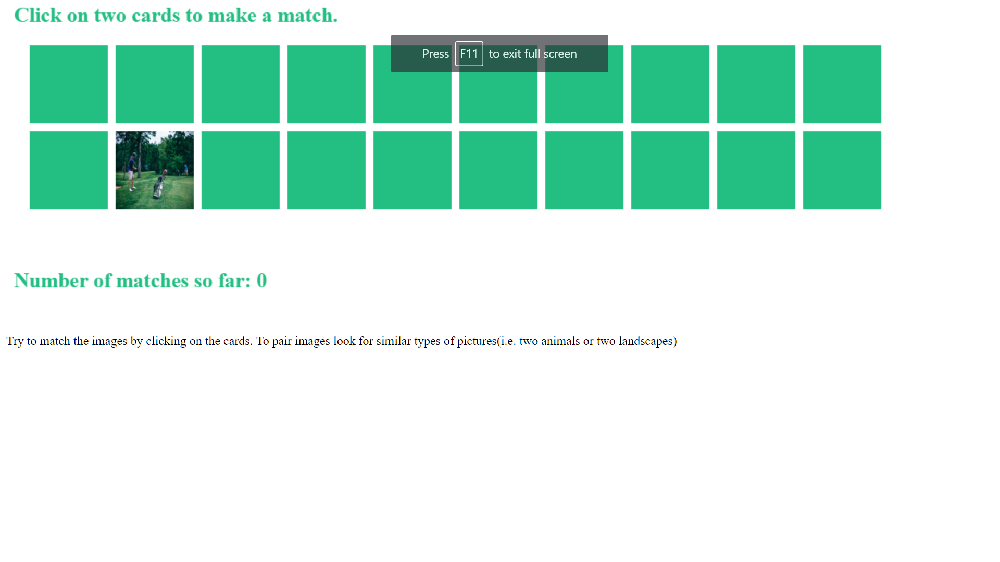 Click on two cards to make a match.
Press F11 to exit full screen
Number of matches so far: 0
Try to match the images by clicking on the cards. To pair images look for similar types of pictures(i.e. two animals or two landscapes)